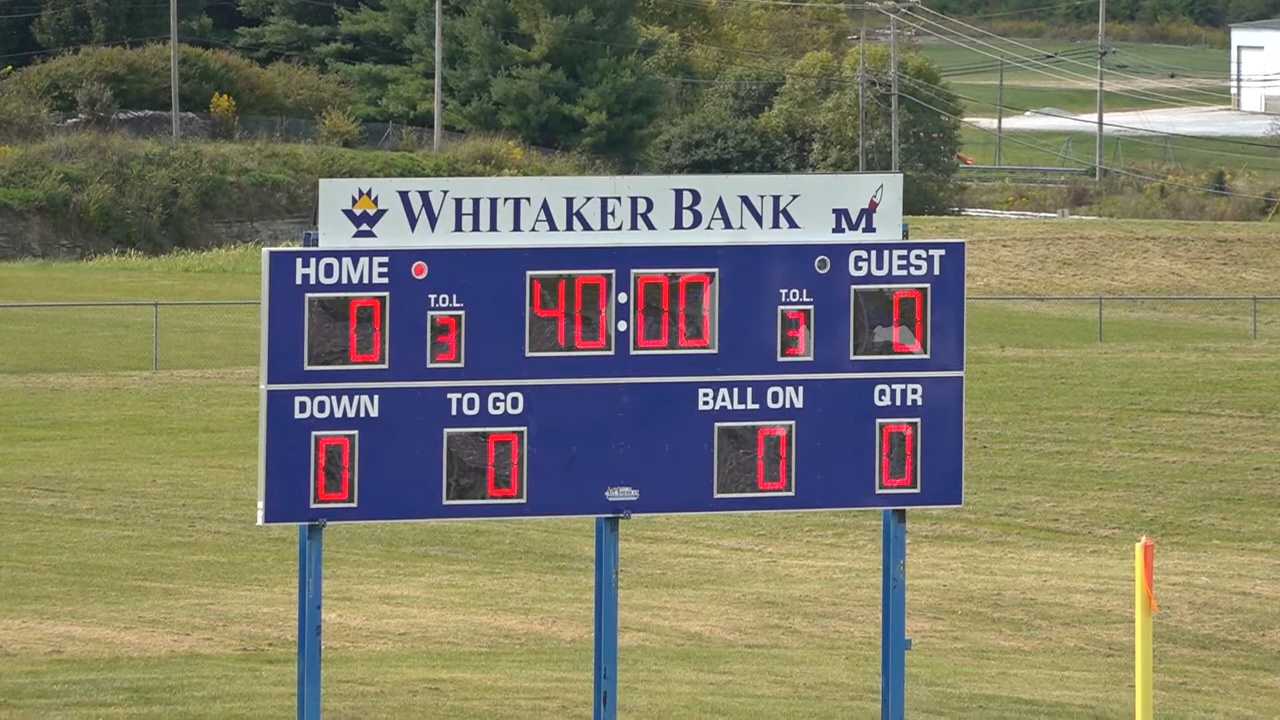 WHITAKER BANK M
HOME 40:00 GUEST
0 T.O.L. 3 T.O.L. 3 0
DOWN TO GO BALL ON QTR
0 0 0 0